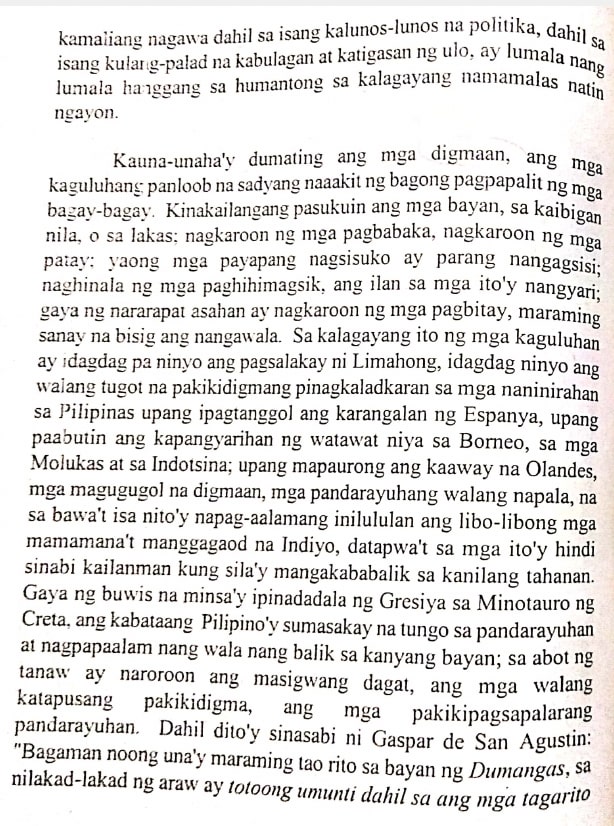 kamaliang nagawa dahil sa isang kalunos-lunos na politika, dahil sa
isang kulang-palad na kabulagan at katigasan ng ulo, ay lumala nang
lumala hanggang sa humantong sa kalagayang namamalas natin
ngayon.
Kauna-unaha'y dumating ang mga digmaan, ang mga
kaguluhang panloob na sadyang naaakit ng bagong pagpapalit ng mga
bagay-bagay. Kinakailangang pasukuin ang mga bayan, sa kaibigan
nila, o sa lakas; nagkaroon ng mga pagbabaka, nagkaroon ng mga
patay; yaong mga payapang nagsisuko ay parang nangagsisi;
naghinala ng mga paghihimagsik, ang ilan sa mga ito'y nangyari;
gaya ng nararapat asahan ay nagkaroon ng mga pagbitay, maraming
sanay na bisig ang nangawala. Sa kalagayang ito ng mga kaguluhan
ay idagdag pa ninyo ang pagsalakay ni Limahong, idagdag ninyo ang
walang tugot na pakikidigmang pinagkaladkaran sa mga naninirahan
sa Pilipinas upang ipagtanggol ang karangalan ng Espanya, upang
paabutin ang kapangyarihan ng watawat niya sa Borneo, sa mga
Molukas at sa Indotsina; upang mapaurong ang kaaway na Olandes,
mga magugugol na digmaan, mga pandarayuhang walang napala, na
sa bawa't isa nito'y napag-aalamang inilululan ang libo-libong mga
mamamana't manggagaod na Indiyo, datapwa't sa mga ito'y hindi
sinabi kailanman kung sila'y mangakababalik sa kanilang tahanan.
Gaya ng buwis na minsa'y ipinadadala ng Gresiya sa Minotauro ng
Creta, ang kabataang Pilipino'y sumasakay na tungo sa pandarayuhan
at nagpapaalam nang wala nang balik sa kanyang bayan; sa abot ng
tanaw ay naroroon ang masigwang dagat, ang mga walang
katapusang pakikidigma, ang mga pakikipagsapalarang
pandarayuhan. Dahil dito'y sinasabi ni Gaspar de San Agustin:
"Bagaman noong una'y maraming tao rito sa bayan ng Dumangas, sa
nilakad-lakad ng araw ay totoong umunti dahil sa ang mga tagarito